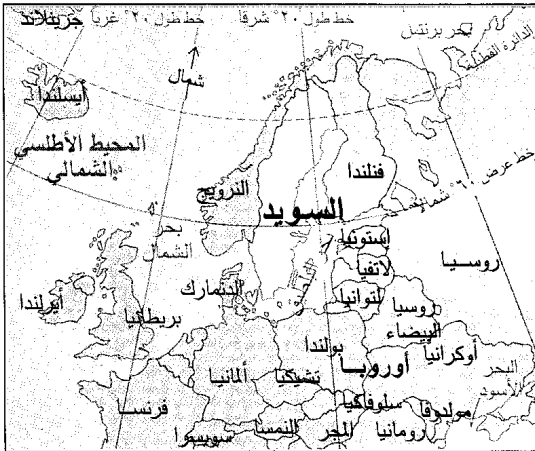 جرينلاند
خط طول ٢٠° غرباً
خط طول ٢٠° شرقاً
بحر برنتس
الدائرة القطبية
شمال
أيسلندا
المحيط الأطلسي
الشمالي
فنلندا
النرويج
السويد
خط عرض ٦٠° شمالاً
بحر
الشمال
إستونيا
لاتفيا
روسيا
لتوانيا
الدنمارك
أيرلندا
بريطانيا
روسيا
البيضاء
بولندا
أوكرانيا
البحر
الأسود
أوروبا
ألمانيا
تشيكيا
سلوفاكيا
مولدوفا
فرنسا
النمسا
المجر
رومانيا
سويسرا